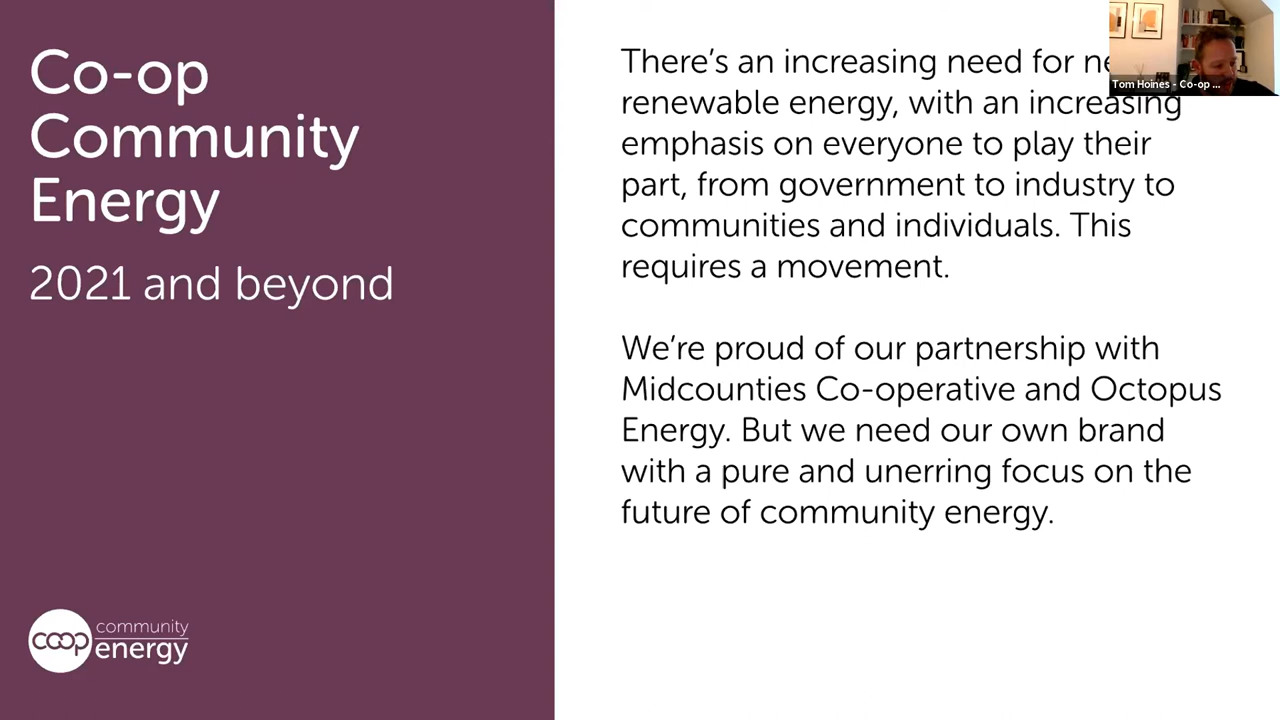 Co-op
Community
Energy
2021 and beyond
There's an increasing need for
renewable energy, with an increasing
emphasis on everyone to play their
part, from government to industry to
communities and individuals. This
requires a movement.
We're proud of our partnership with
Midcounties Co-operative and Octopus
Energy. But we need our own brand
with a pure and unerring focus on the
future of community energy.
Tom Hoines - Co-op ...
coop
community
energy